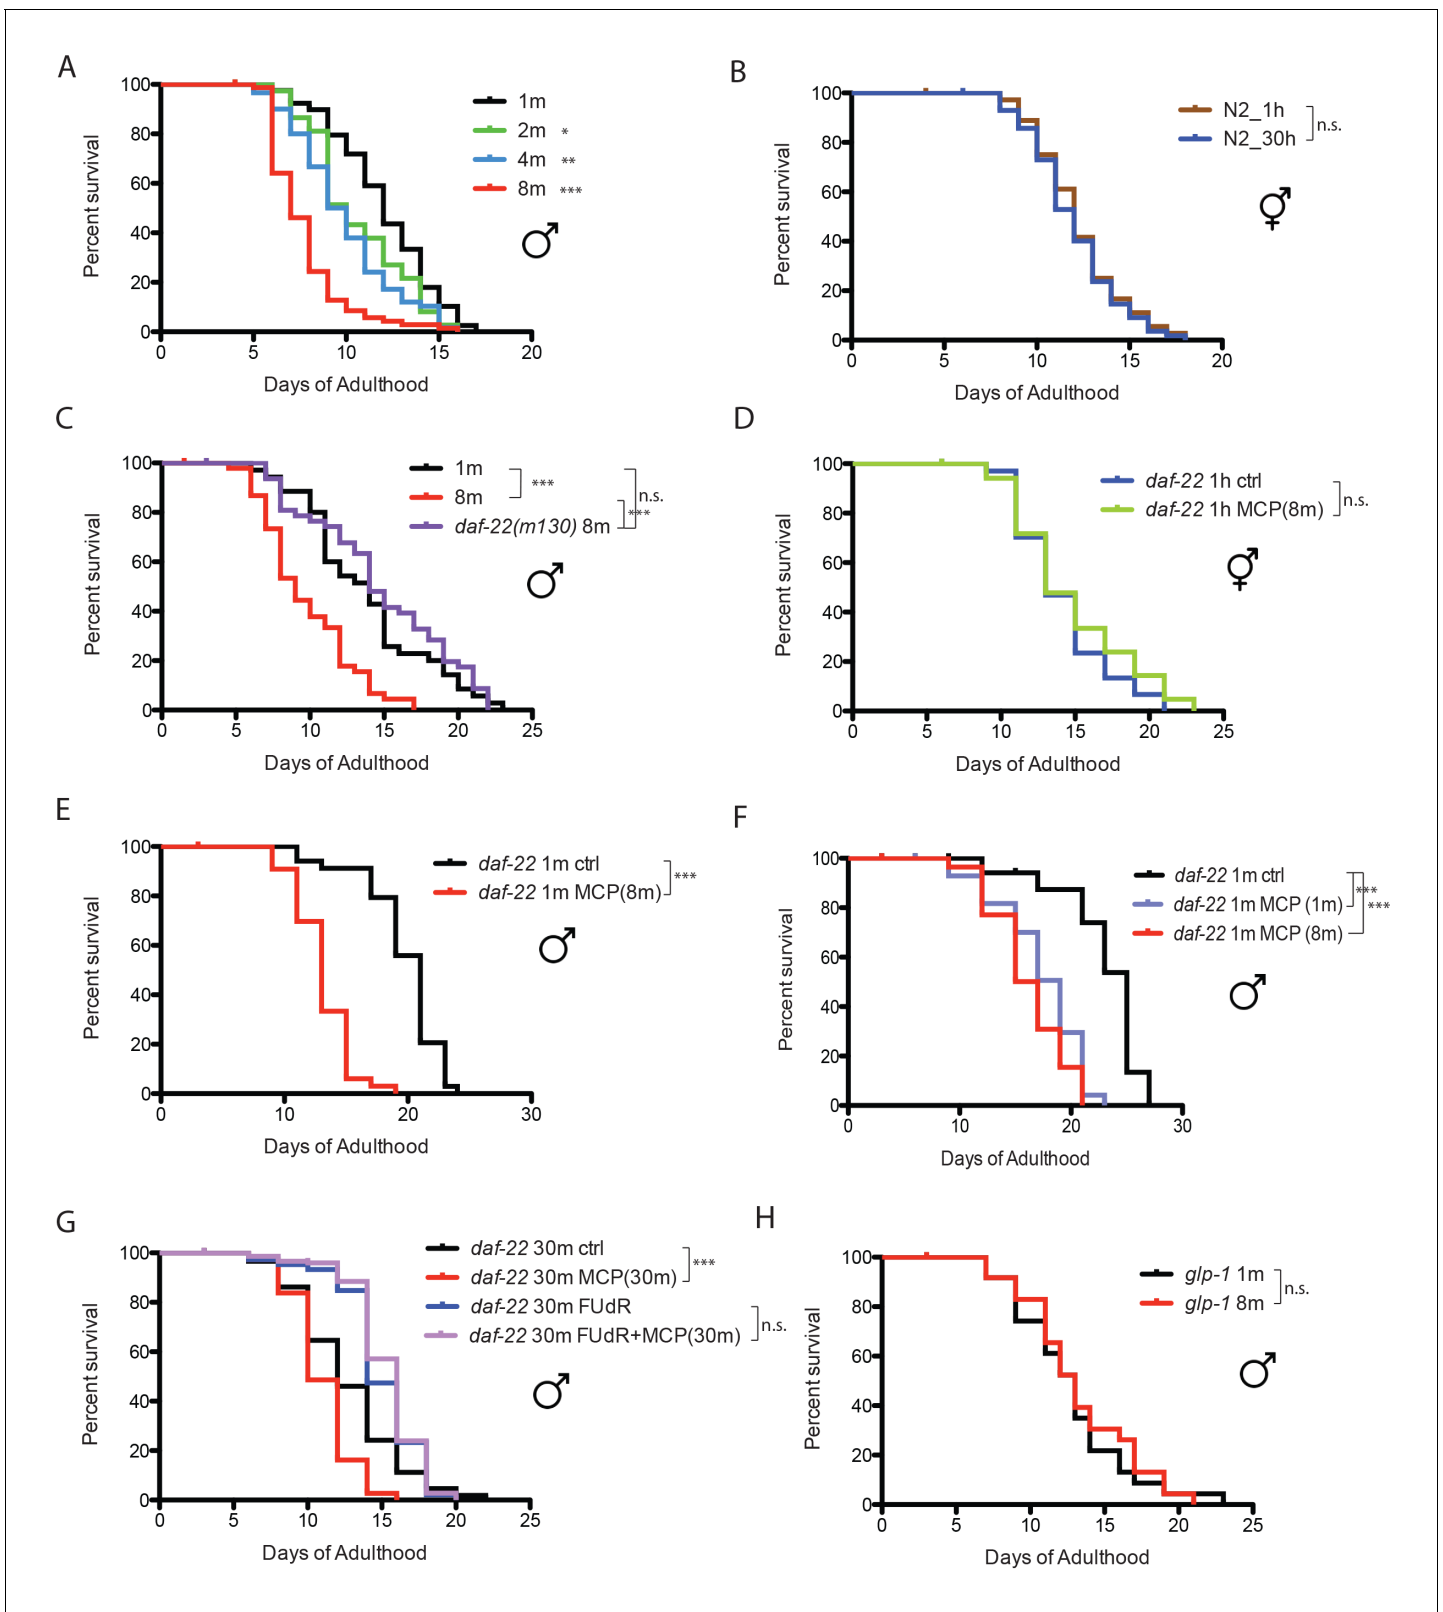 A
100
80
60
40
20
0
0 5 10 15 20
Percent survival
Days of Adulthood
1m
2m *
4m **
8m ***
B
100
80
60
40
20
0
0 5 10 15 20
Percent survival
Days of Adulthood
N2_1h
N2_30h
n.s.
C
100
80
60
40
20
0
0 5 10 15 20 25
Percent survival
Days of Adulthood
1m
8m
daf-22(m130) 8m
***
n.s.
***
D
100
80
60
40
20
0
0 5 10 15 20 25
Percent survival
Days of Adulthood
daf-22 1h ctrl
daf-22 1h MCP(8m)
n.s.
E
100
80
60
40
20
0
0 10 20 30
Percent survival
Days of Adulthood
daf-22 1m ctrl
daf-22 1m MCP(8m)
***
F
100
80
60
40
20
0
0 10 20 30
Percent survival
Days of Adulthood
daf-22 1m ctrl
daf-22 1m MCP (1m)
daf-22 1m MCP (8m)
***
***
G
100
80
60
40
20
0
0 5 10 15 20 25
Percent survival
Days of Adulthood
daf-22 30m ctrl
daf-22 30m MCP(30m)
daf-22 30m FUdR
daf-22 30m FUdR+MCP(30m)
***
n.s.
H
100
80
60
40
20
0
0 5 10 15 20 25
Percent survival
Days of Adulthood
glp-1 1m
glp-1 8m
n.s.